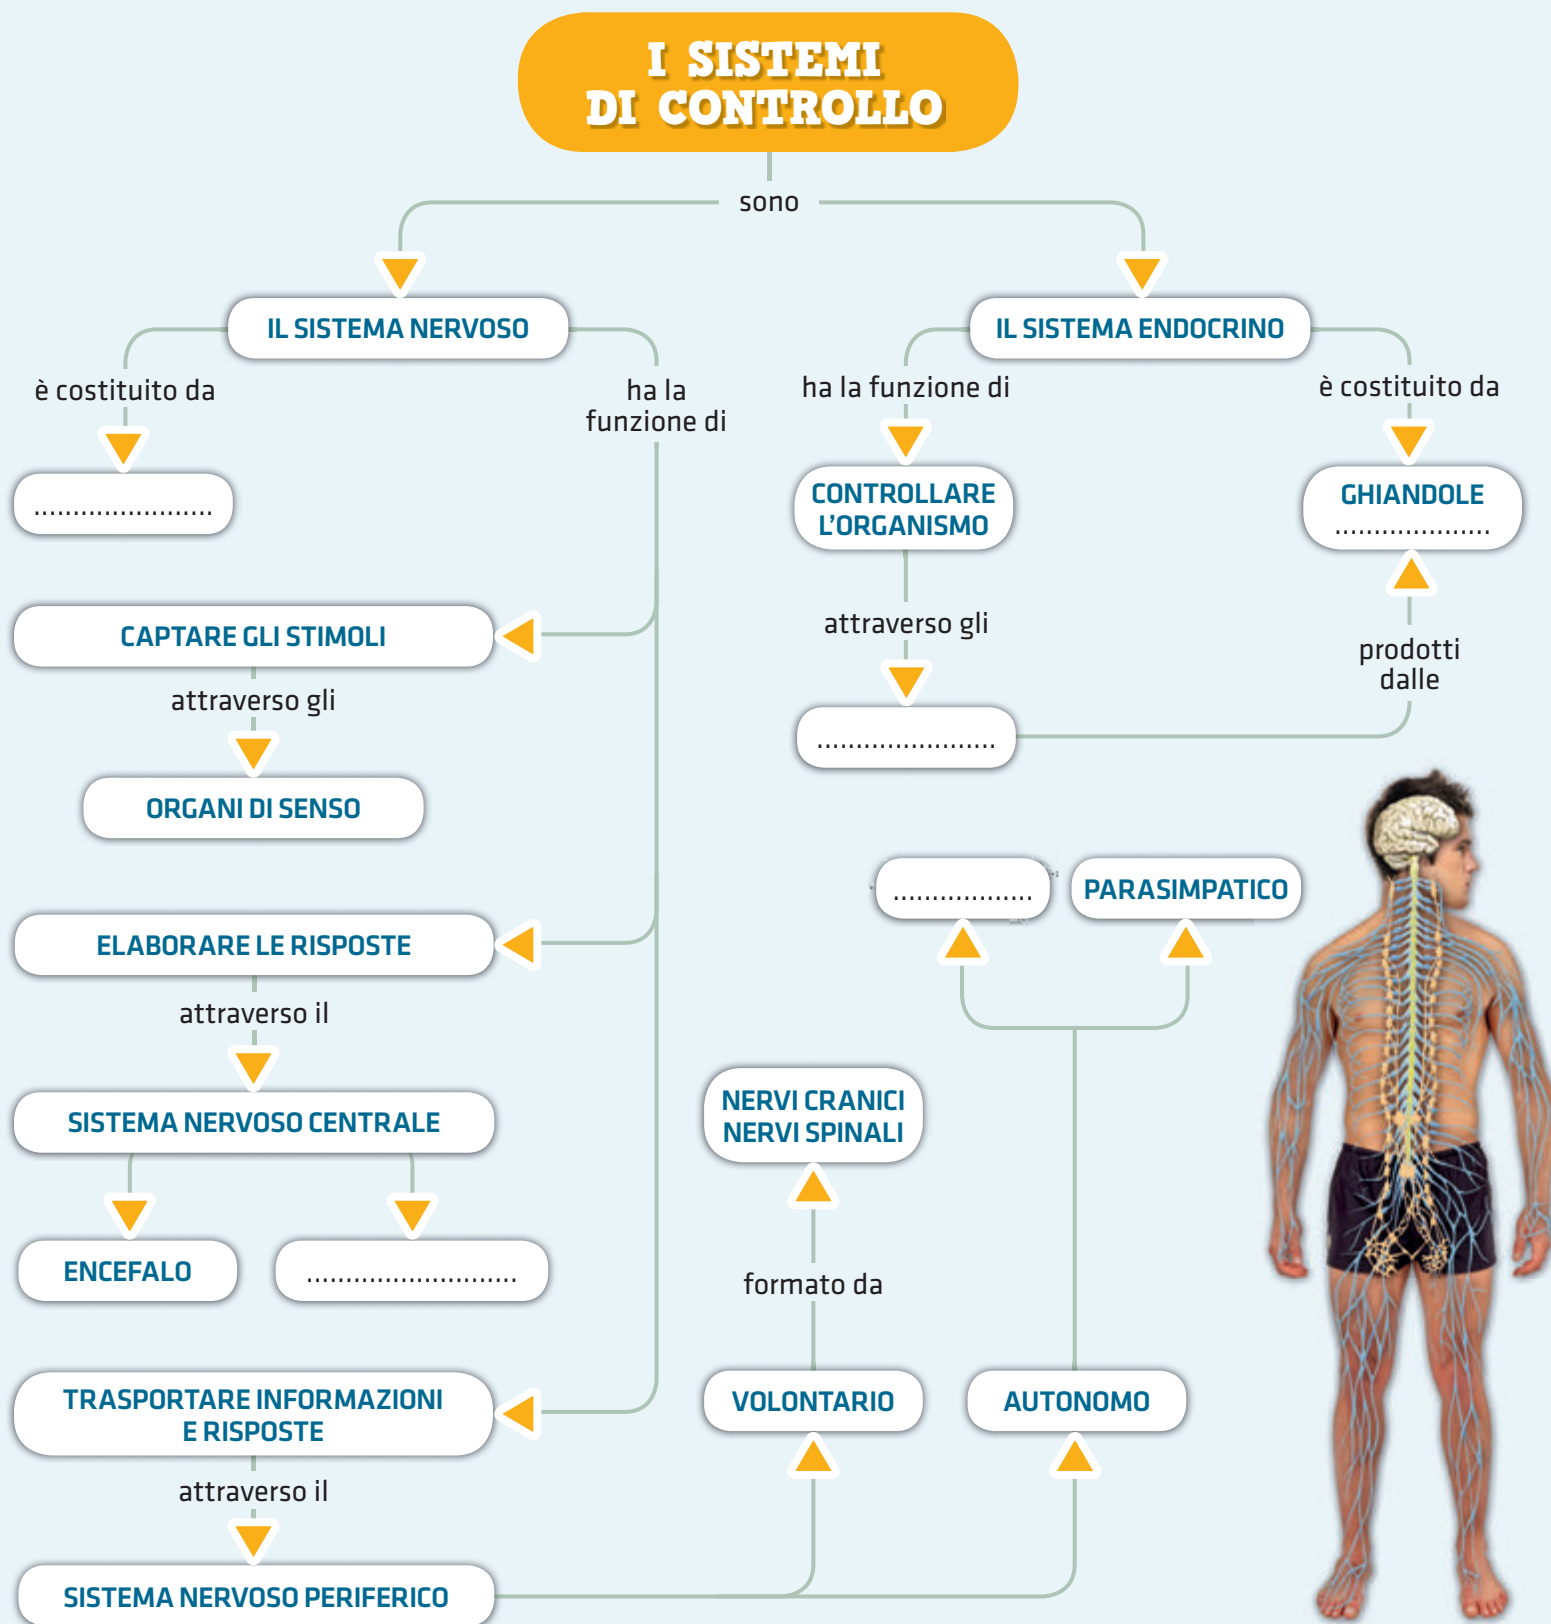 I SISTEMI
DI CONTROLLO
sono
IL SISTEMA NERVOSO
IL SISTEMA ENDOCRINO
è costituito da
ha la
funzione di
ha la funzione di
è costituito da
.......................
CONTROLLARE
L'ORGANISMO
GHIANDOLE
....................
CAPTARE GLI STIMOLI
attraverso gli
prodotti
dalle
attraverso gli
.......................
ORGANI DI SENSO
..................
PARASIMPATICO
ELABORARE LE RISPOSTE
attraverso il
SISTEMA NERVOSO CENTRALE
NERVI CRANICI
NERVI SPINALI
ENCEFALO
...........................
formato da
TRASPORTARE INFORMAZIONI
E RISPOSTE
VOLONTARIO
AUTONOMO
attraverso il
SISTEMA NERVOSO PERIFERICO